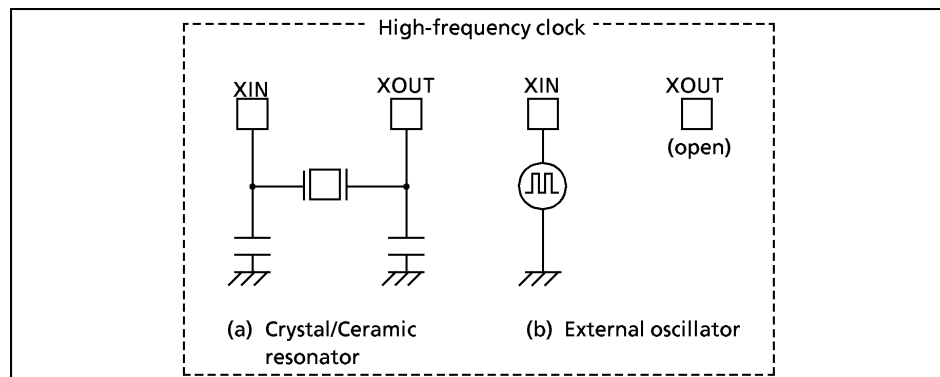 High-frequency clock
XIN
XOUT
XIN
XOUT
(open)
(a) Crystal/Ceramic
resonator
(b) External oscillator